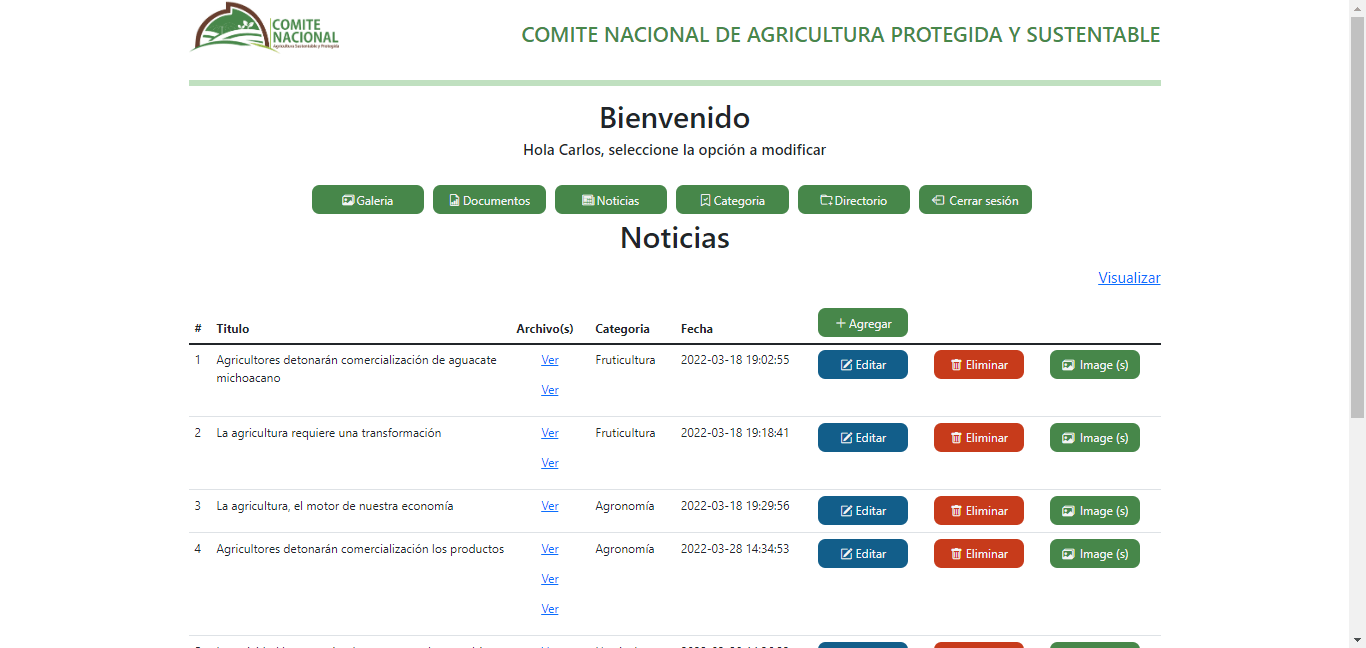 COMITE
NACIONAL
Agricultura Sustentable y Protegida
COMITE NACIONAL DE AGRICULTURA PROTEGIDA Y SUSTENTABLE
Bienvenido
Hola Carlos, seleccione la opción a modificar
Galeria Documentos Noticias Categoria Directorio Cerrar sesión
Noticias
Visualizar
# Titulo Archivo(s) Categoria Fecha + Agregar
1 Agricultores detonarán comercialización de aguacate Ver Fruticultura 2022-03-18 19:02:55 Editar Eliminar Image (s)
michoacano
Ver
2 La agricultura requiere una transformación Ver Fruticultura 2022-03-18 19:18:41 Editar Eliminar Image (s)
Ver
3 La agricultura, el motor de nuestra economía Ver Agronomía 2022-03-18 19:29:56 Editar Eliminar Image (s)
4 Agricultores detonarán comercialización los productos Ver Agronomía 2022-03-28 14:34:53 Editar Eliminar Image (s)
Ver
Ver